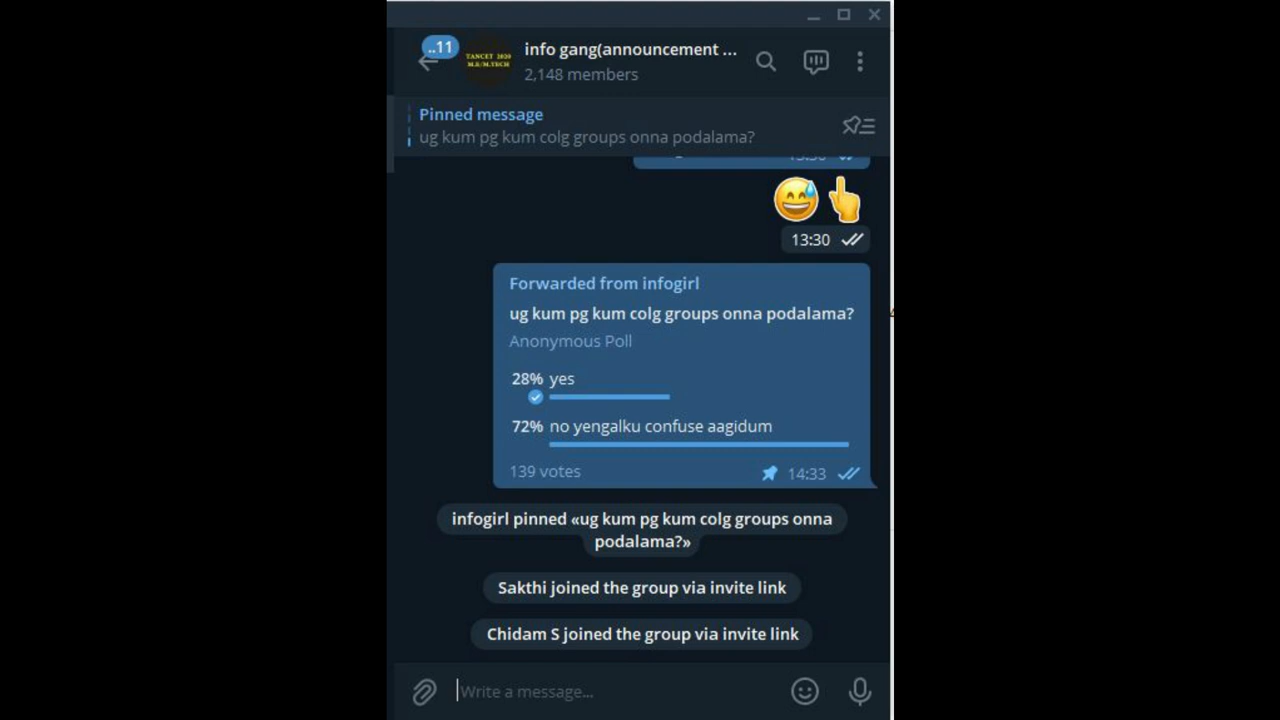 ..11
TANCET 2020
M.E/M.TECH
info gang(announcement ...
2,148 members
Pinned message
ug kum pg kum colg groups onna podalama?
13:30
13:30
Forwarded from infogirl
ug kum pg kum colg groups onna podalama?
Anonymous Poll
28% yes
72% no yengalku confuse aagidum
139 votes
14:33
infogirl pinned «ug kum pg kum colg groups onna
podalama?»
Sakthi joined the group via invite link
Chidam S joined the group via invite link
Write a message...